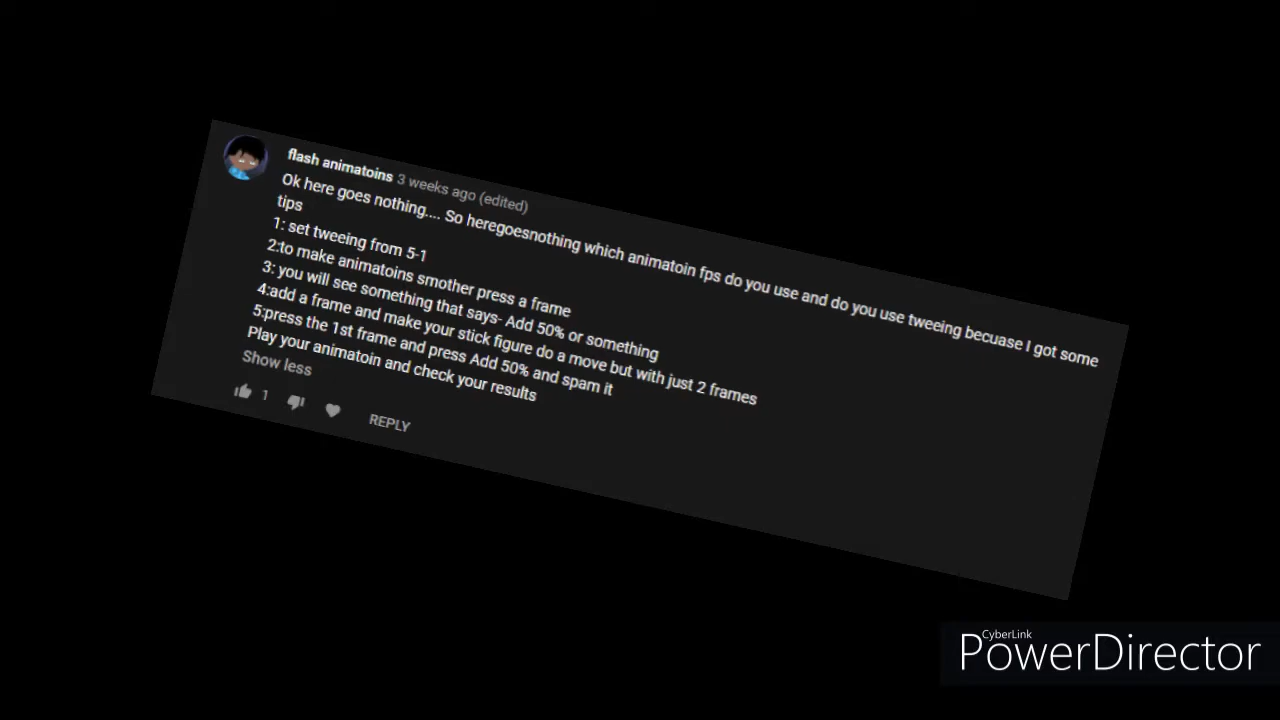 flash animatoins 3 weeks ago (edited)
Ok here goes nothing.... So heregoesnothing which animatoin fps do you use and do you use tweeing becuase I got some
tips
1: set tweeing from 5-1
2:to make animatoins smother press a frame
3: you will see something that says- Add 50% or something
4:add a frame and make your stick figure do a move but with just 2 frames
5:press the 1st frame and press Add 50% and spam it
Play your animatoin and check your results
Show less
1
REPLY
CyberLink
PowerDirector